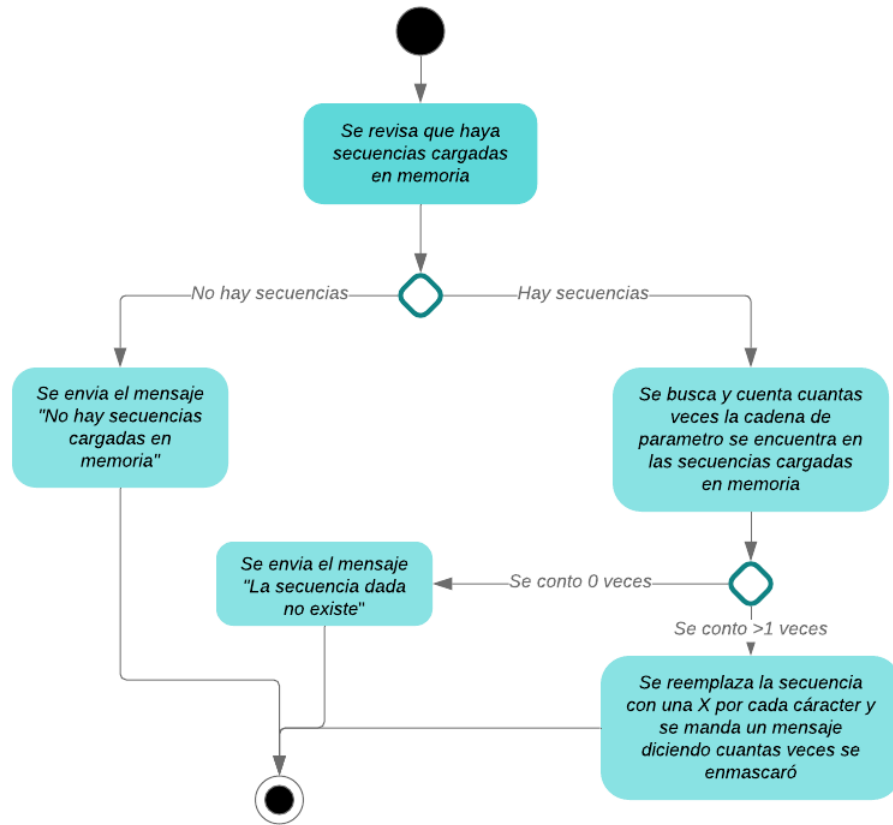 Se revisa que haya
secuencias cargadas
en memoria
No hay secuencias
Hay secuencias
Se envia el mensaje
"No hay secuencias
cargadas en
memoria"
Se busca y cuenta cuantas
veces la cadena de
parametro se encuentra en
las secuencias cargadas
en memoria
Se envia el mensaje
"La secuencia dada
no existe"
Se conto 0 veces
Se conto >1 veces
Se reemplaza la secuencia
con una X por cada cáracter y
se manda un mensaje
diciendo cuantas veces se
enmascaró